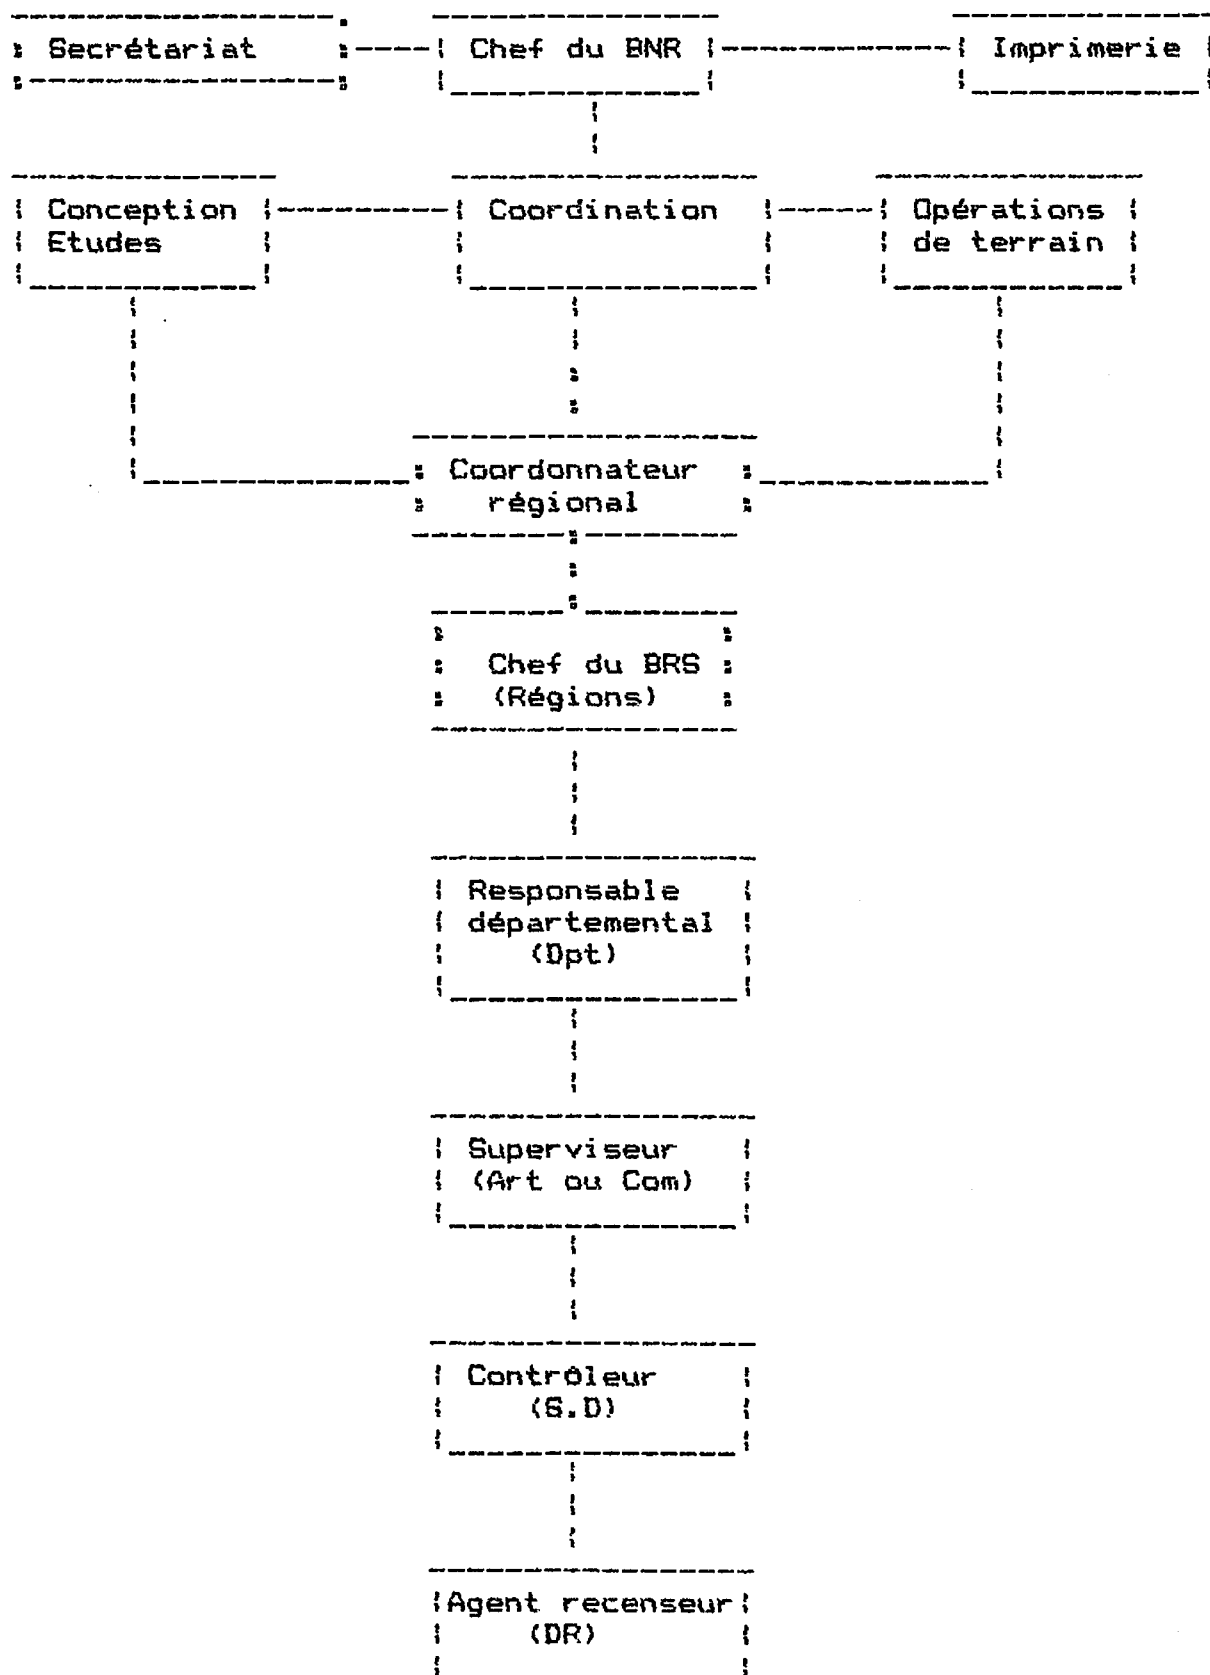 Secrétariat Chef du BNR Imprimerie
Conception Coordination Opérations
Etudes de terrain
Coordonnateur
régional
Chef du BRS
(Régions)
Responsable
départemental
(Dpt)
Superviseur
(Art ou Com)
Contrôleur
(S.D)
Agent recenseur
(DR)